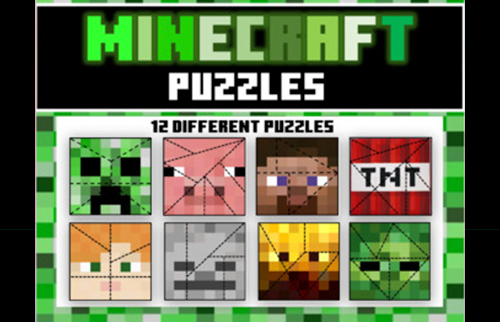 MINECRAFT
PUZZLES
12 DIFFERENT PUZZLES
TNT